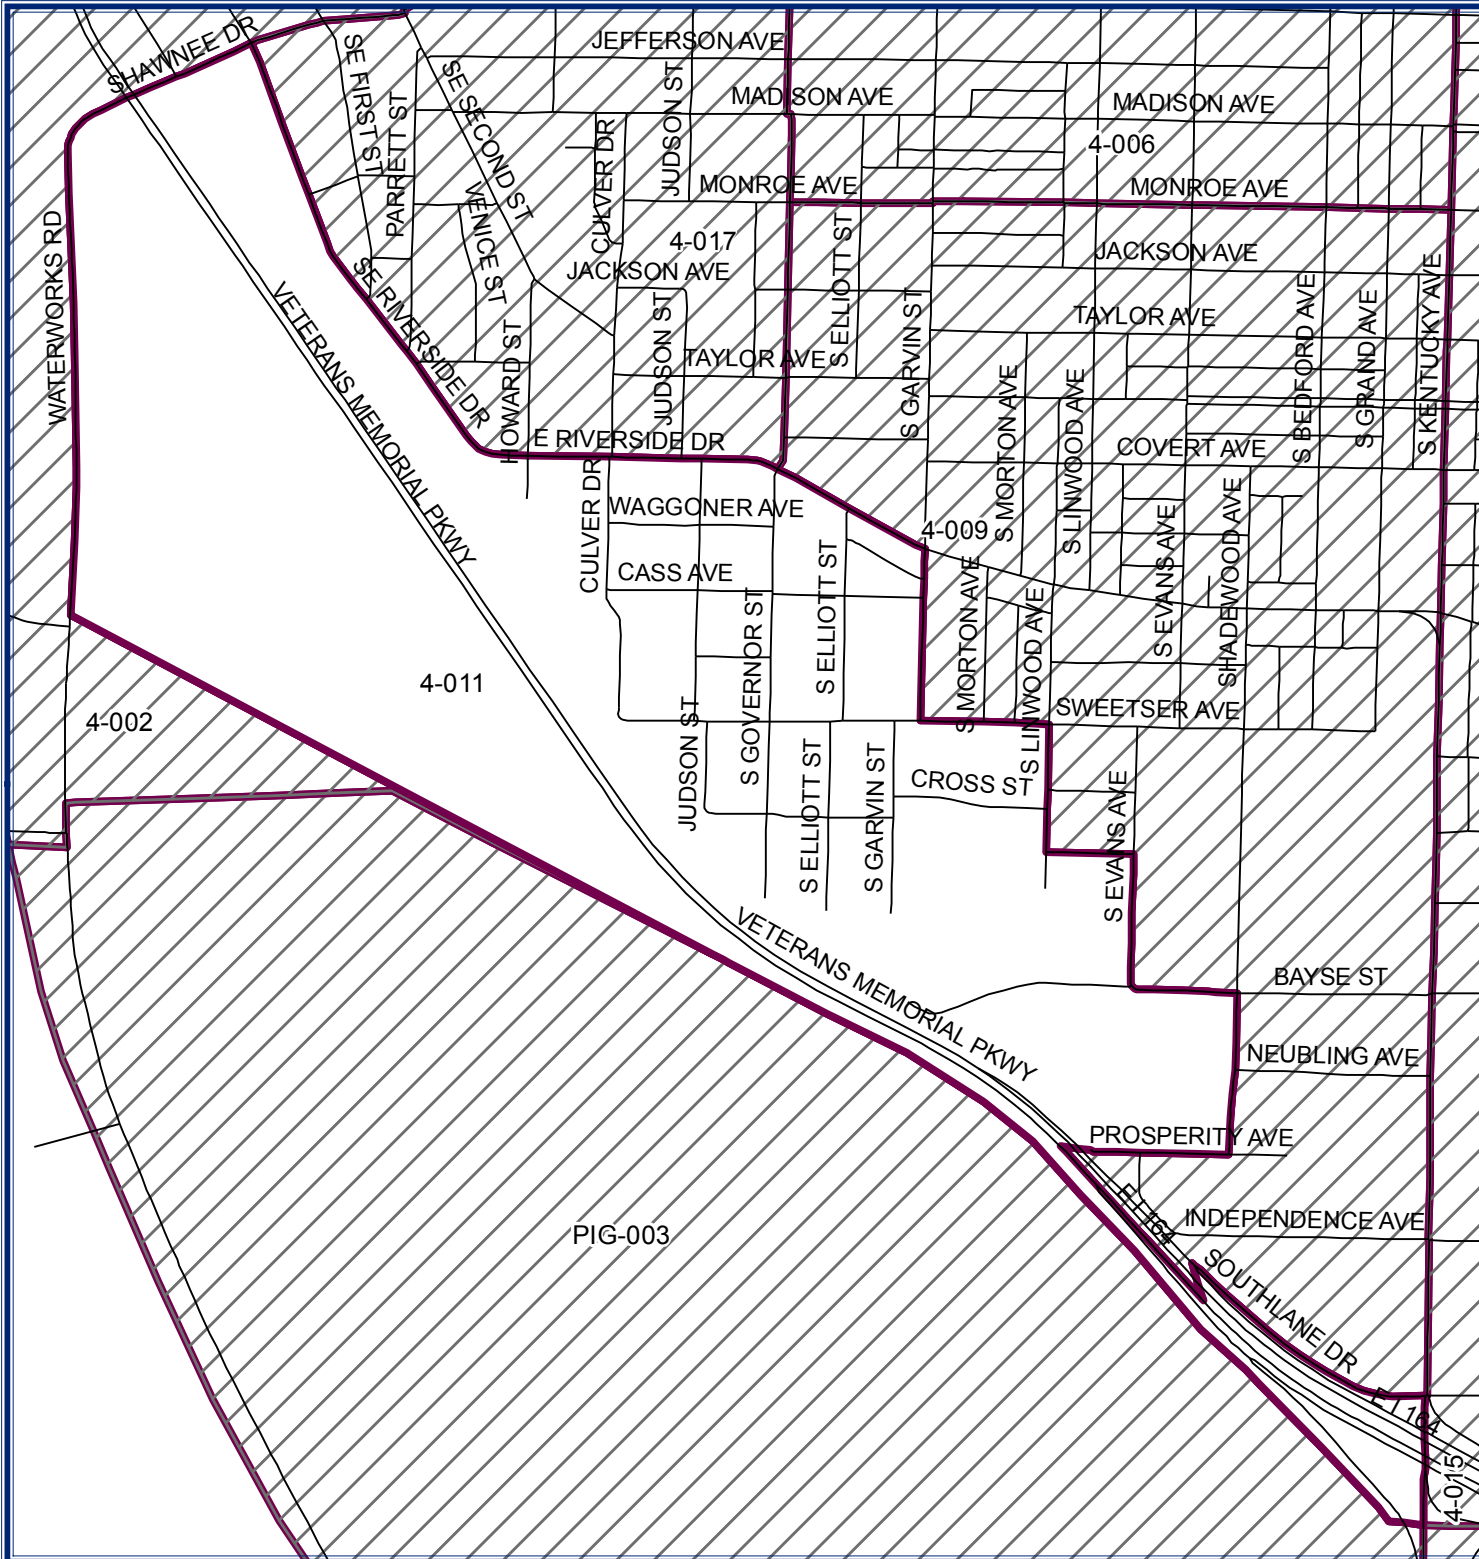 SHAWNEE DR
JEFFERSON AVE
SE FIRST ST
SE SECOND ST
JUDSON ST
MADISON AVE
MADISON AVE
PARRETT ST
CULVER DR
4-006
MONROE AVE
MONROE AVE
VENICE ST
WATERWORKS RD
4-017
S ELLIOTT ST
JACKSON AVE
JACKSON AVE
SE RIVERSIDE DR
VETERANS MEMORIAL PKWY
HOWARD ST
JUDSON ST
TAYLOR AVE
TAYLOR AVE
S GARVIN ST
S BEDFORD AVE
S GRAND AVE
S KENTUCKY AVE
S MORTON AVE
S LINWOOD AVE
E RIVERSIDE DR
COVERT AVE
CULVER DR
WAGGONER AVE
4-009
S EVANS AVE
SHADEWOOD AVE
CASS AVE
S ELLIOTT ST
S GOVERNOR ST
S MORTON AVE
S LINWOOD AVE
4-011
4-002
SWEETSER AVE
JUDSON ST
S ELLIOTT ST
S GARVIN ST
CROSS ST
S EVANS AVE
VETERANS MEMORIAL PKWY
BAYSE ST
NEUBLING AVE
PROSPERITY AVE
E I 164
INDEPENDENCE AVE
PIG-003
SOUTHLANE DR
E I 164
4-015